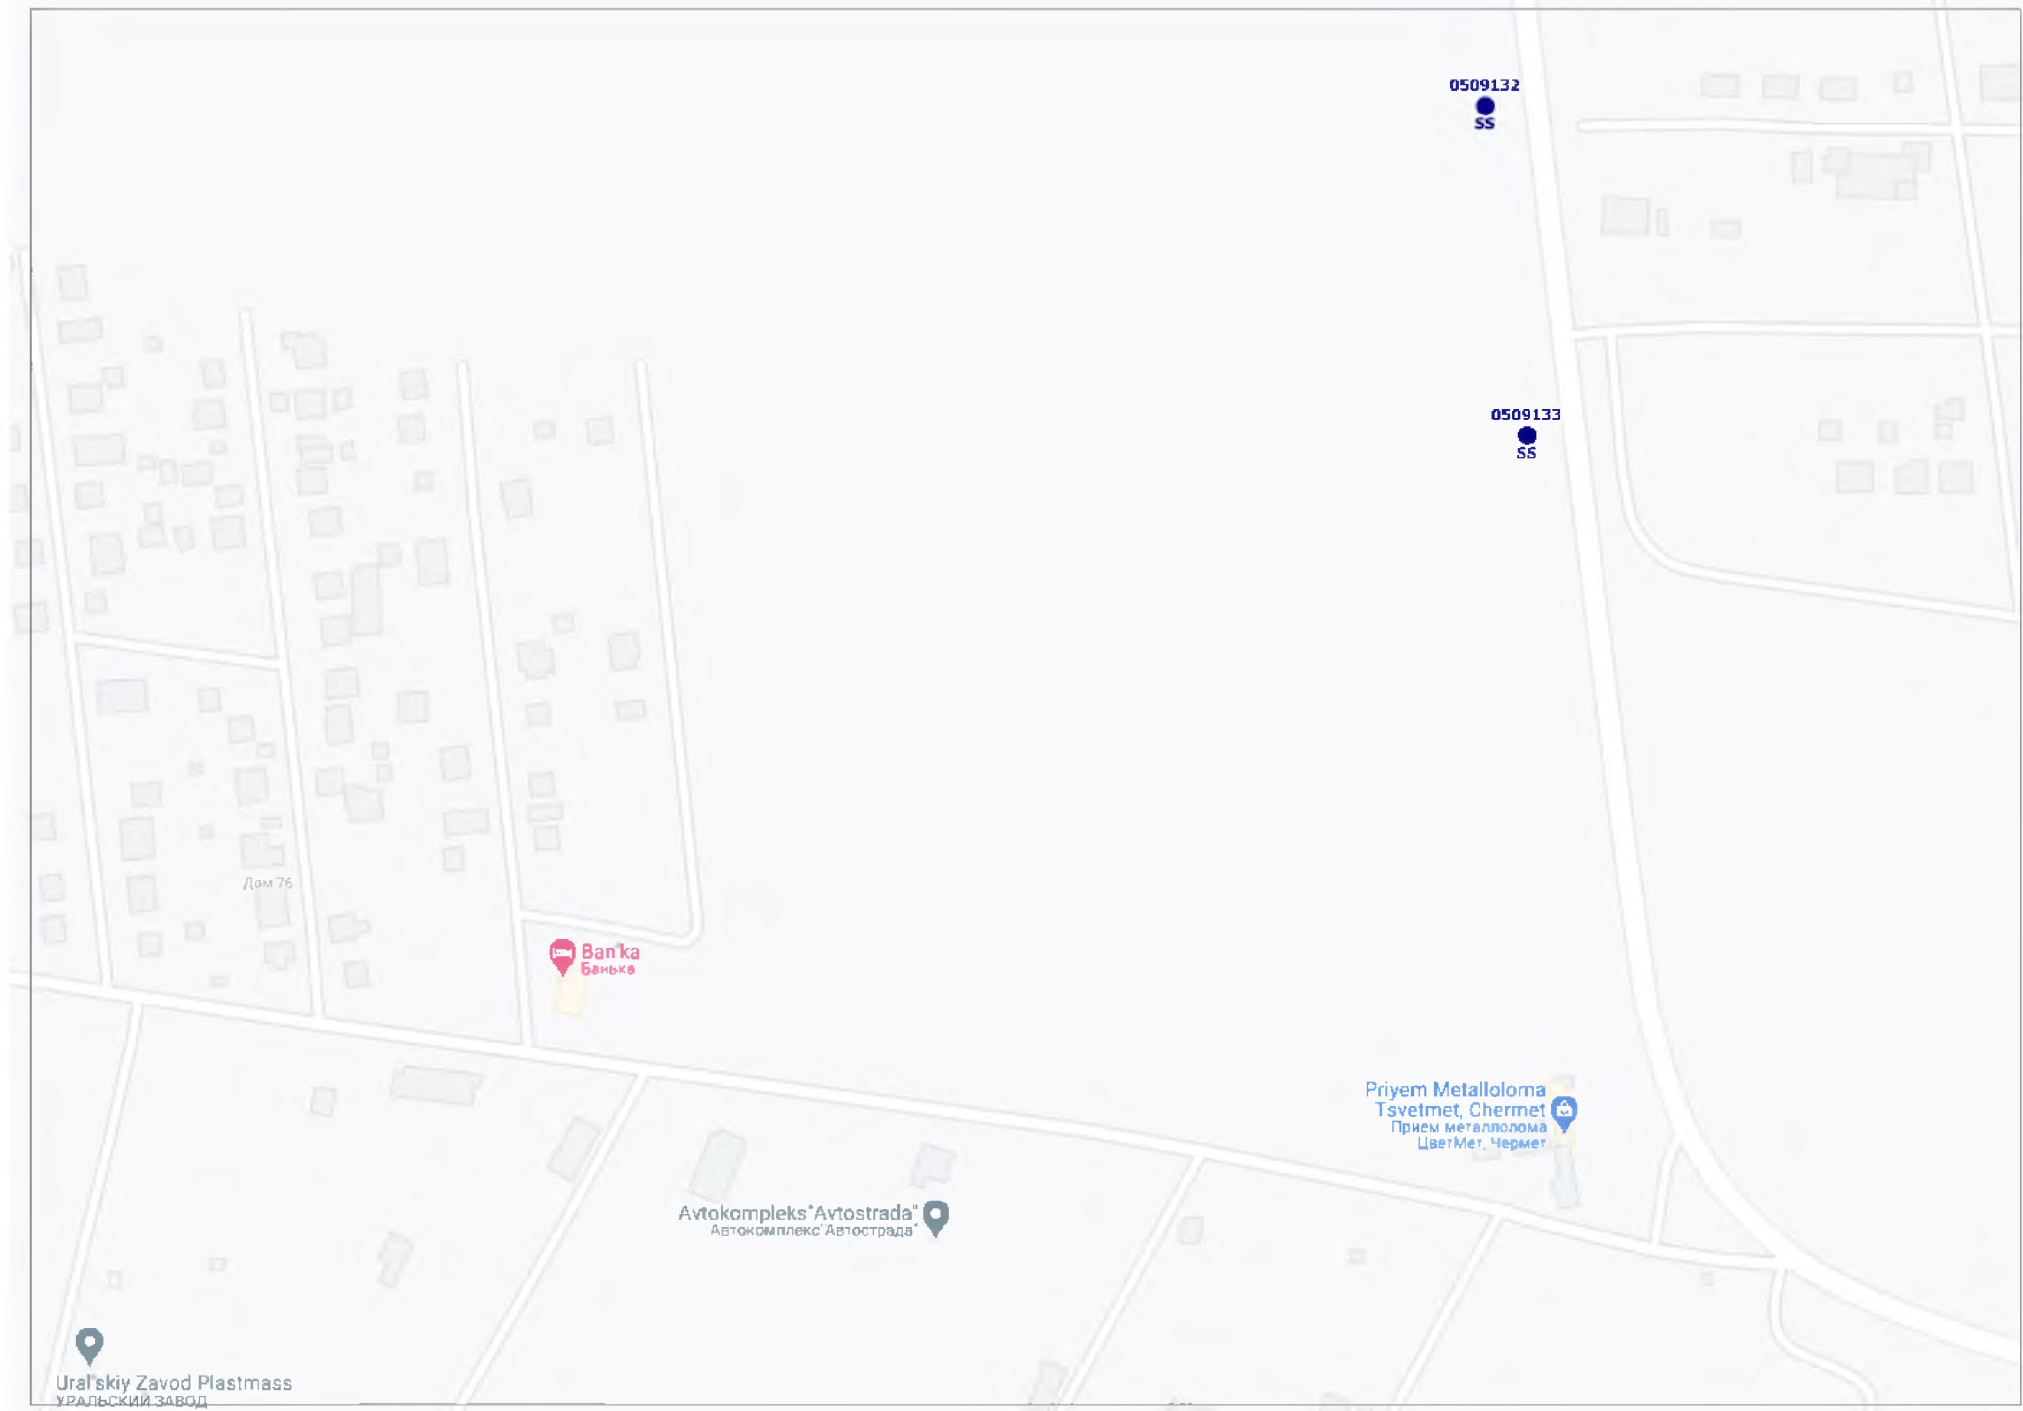 0509132
SS
0509133
SS
Дом 76
Ban'ka
Банька
Priyem Metalloloma
Tsvetmet, Chermet
Прием металлолома
ЦветМет, Чермет
Avtokompleks"Avtostrada"
Автокомплекс"Автострада"
Ural'skiy Zavod Plastmass
УРАЛЬСКИЙ ЗАВОД